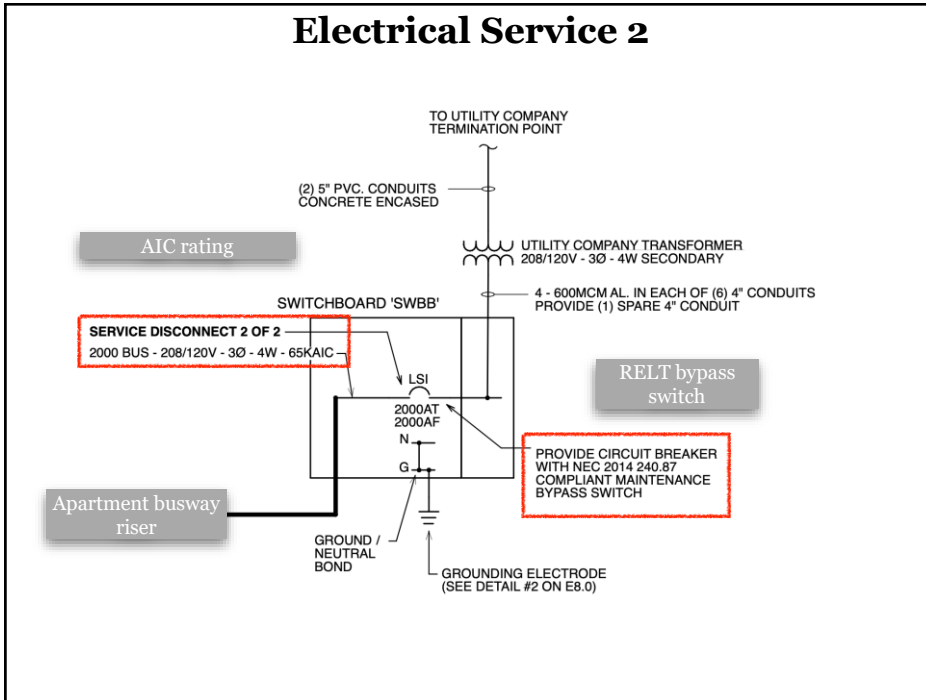 Electrical Service 2
TO UTILITY COMPANY
TERMINATION POINT
(2) 5" PVC. CONDUITS
CONCRETE ENCASED
AIC rating
UTILITY COMPANY TRANSFORMER
208/120V - 3Ø - 4W SECONDARY
4 - 600MCM AL. IN EACH OF (6) 4" CONDUITS
PROVIDE (1) SPARE 4" CONDUIT
SWITCHBOARD 'SWBB'
SERVICE DISCONNECT 2 OF 2
2000 BUS - 208/120V - 3Ø - 4W - 65KAIC
RELT bypass
switch
LSI
2000AT
2000AF
N
G
PROVIDE CIRCUIT BREAKER
WITH NEC 2014 240.87
COMPLIANT MAINTENANCE
BYPASS SWITCH
Apartment busway
riser
GROUND /
NEUTRAL
BOND
GROUNDING ELECTRODE
(SEE DETAIL #2 ON E8.0)